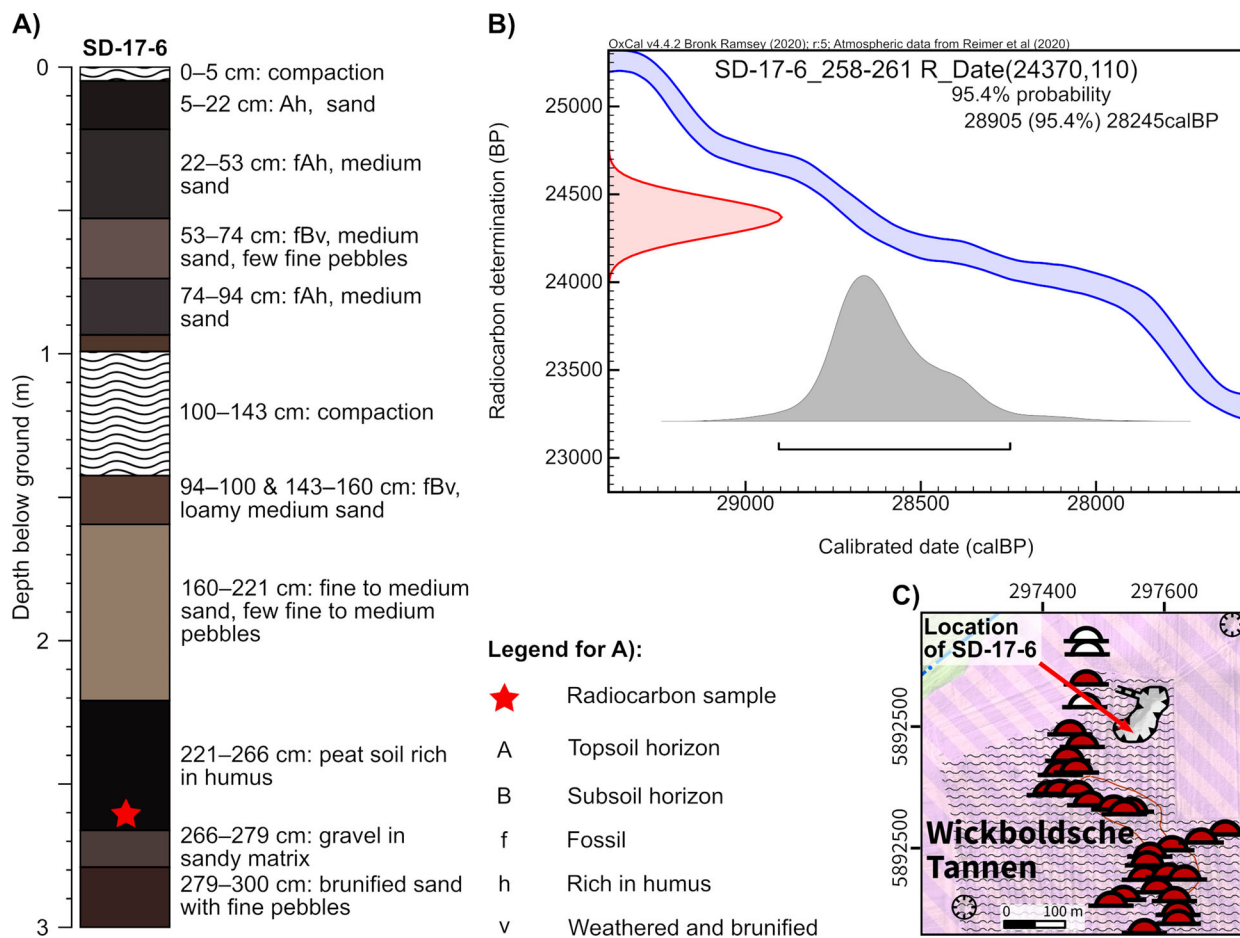 A)
SD-17-6
0
1
2
3
Depth below ground (m)
0–5 cm: compaction
5–22 cm: Ah, sand
22–53 cm: fAh, medium
sand
53–74 cm: fBv, medium
sand, few fine pebbles
74–94 cm: fAh, medium
sand
100–143 cm: compaction
94–100 & 143–160 cm: fBv,
loamy medium sand
160–221 cm: fine to medium
sand, few fine to medium
pebbles
221–266 cm: peat soil rich
in humus
266–279 cm: gravel in
sandy matrix
279–300 cm: brunified sand
with fine pebbles
B)
OxCal v4.4.2 Bronk Ramsey (2020); r:5; Atmospheric data from Reimer et al (2020)
SD-17-6_258-261 R_Date(24370,110)
95.4% probability
28905 (95.4%) 28245calBP
Radiocarbon determination (BP)
25000
24500
24000
23500
23000
29000
28500
28000
Calibrated date (calBP)
Legend for A):
Radiocarbon sample
A Topsoil horizon
B Subsoil horizon
f Fossil
h Rich in humus
v Weathered and brunified
C)
297400
297600
5892500
5892500
Location
of SD-17-6
Wickboldsche
Tannen
0 100 m